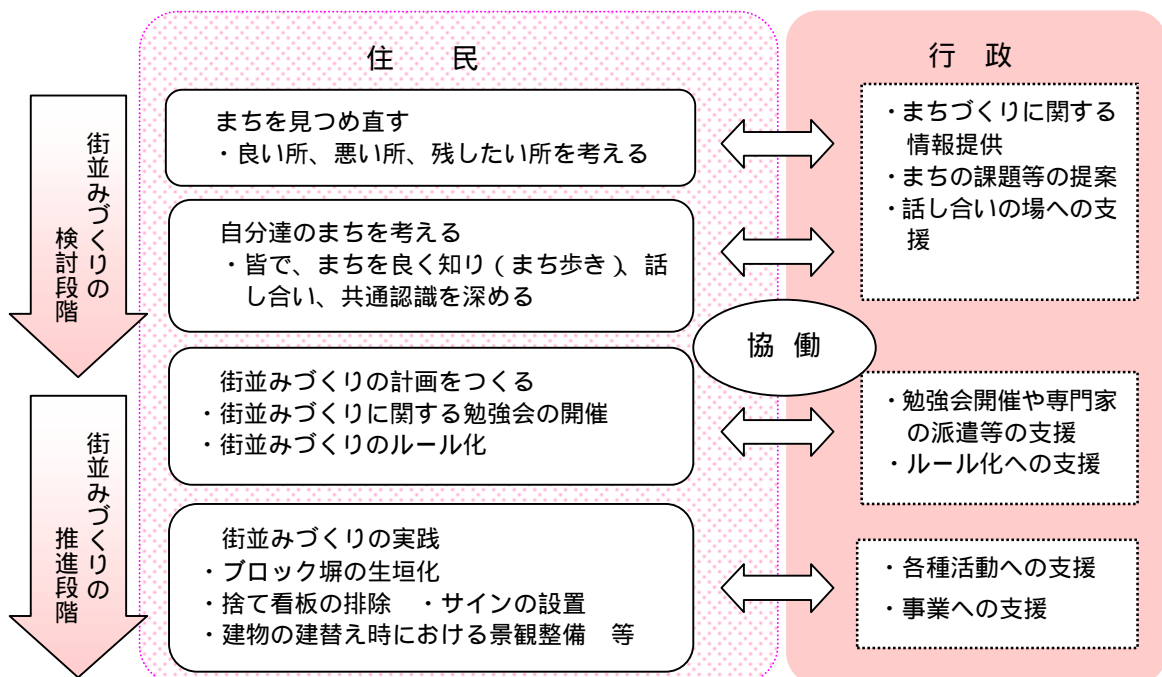 住　民
行　政
街並みづくりの
検討段階
まちを見つめ直す
・良い所、悪い所、残したい所を考える
・まちづくりに関する
情報提供
・まちの課題等の提案
・話し合いの場への支
援
自分達のまちを考える
・皆で、まちを良く知り（まち歩き）、話
し合い、共通認識を深める
協 働
街並みづくりの
推進段階
街並みづくりの計画をつくる
・街並みづくりに関する勉強会の開催
・街並みづくりのルール化
・勉強会開催や専門家
の派遣等の支援
・ルール化への支援
街並みづくりの実践
・ブロック塀の生垣化
・捨て看板の排除　・サインの設置
・建物の建替え時における景観整備　等
・各種活動への支援
・事業への支援